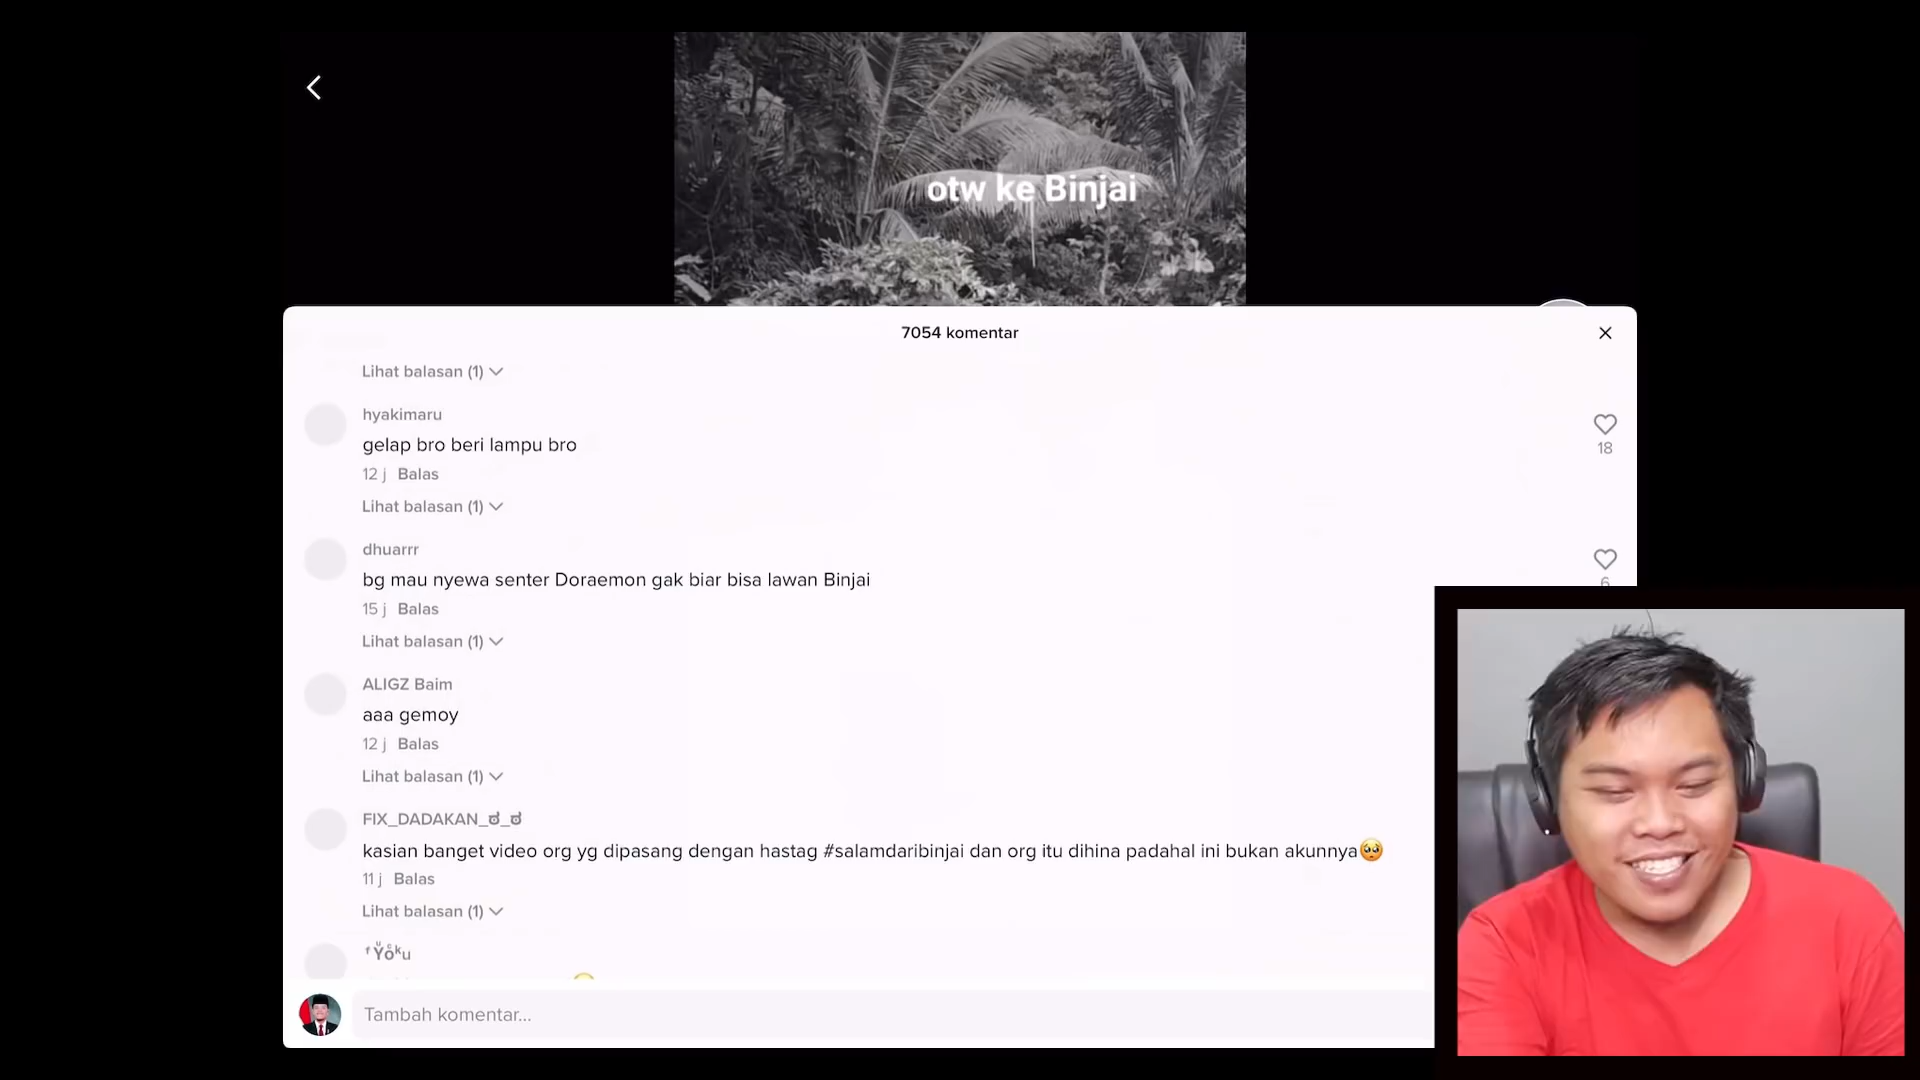 otw ke Binjai
7054 komentar
Lihat balasan (1)
hyakimaru
18
gelap bro beri lampu bro
12 j Balas
Lihat balasan (1)
dhuarrr
6
bg mau nyewa senter Doraemon gak biar bisa lawan Binjai
15 j Balas
Lihat balasan (1)
ALIGZ Baim
aaa gemoy
12 j Balas
Lihat balasan (1)
FIX_DADAKAN_ಠ_ಠ
kasian banget video org yg dipasang dengan hastag #salamdaribinjai dan org itu dihina padahal ini bukan akunnya🥺
11 j Balas
Lihat balasan (1)
Tambah komentar...